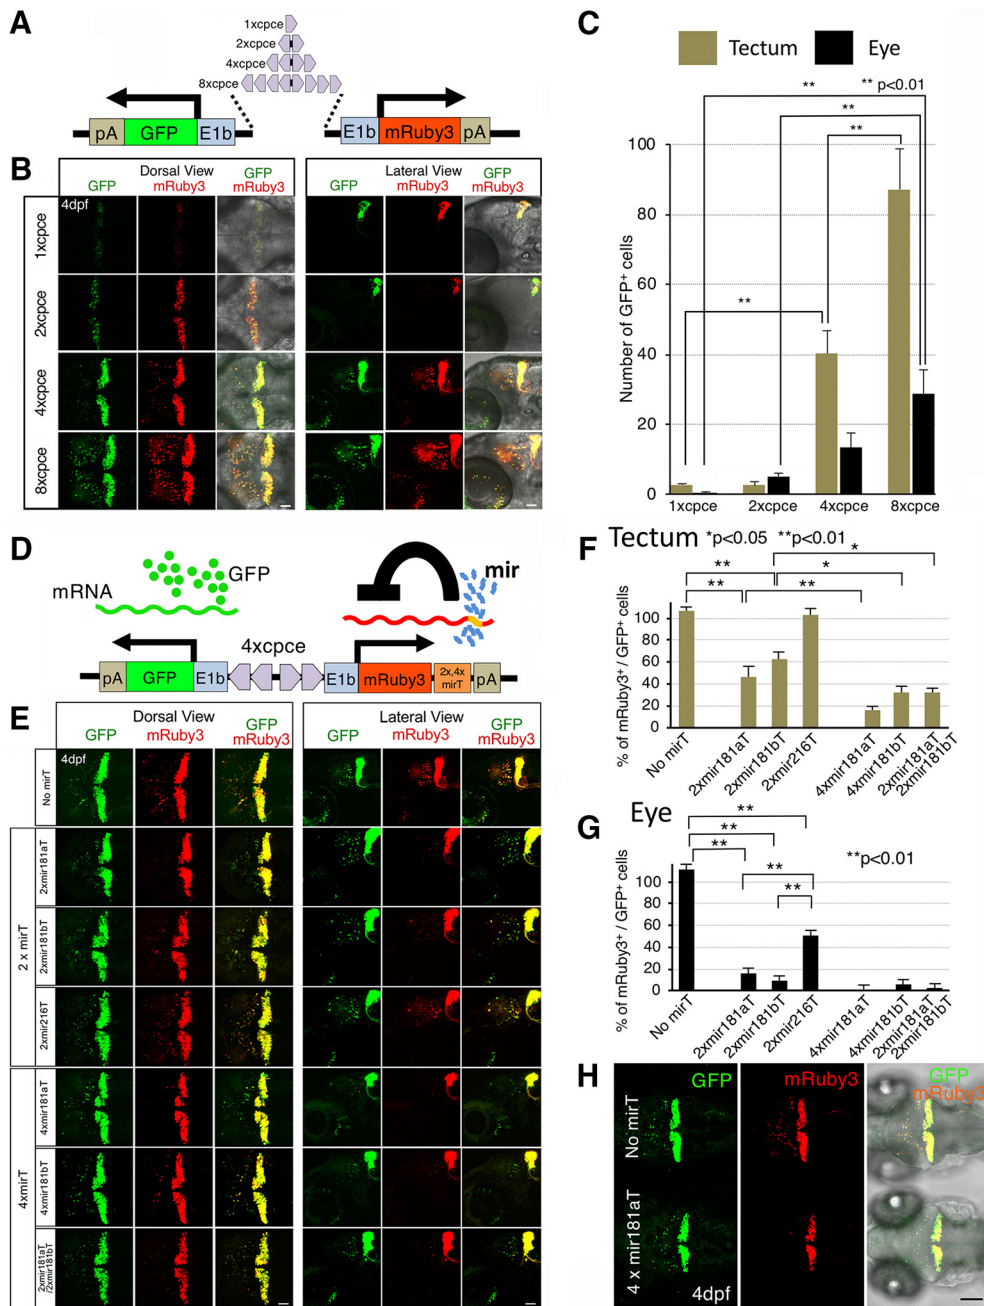 A
1xcpce
2xcpce
4xcpce
8xcpce
pA GFP E1b
E1b mRuby3 pA
B
Dorsal View
GFP mRuby3 GFP mRuby3
Lateral View
GFP mRuby3 GFP mRuby3
4dpf
1xcpce
2xcpce
4xcpce
8xcpce
C
Tectum Eye
** ** p<0.01
**
**
**
Number of GFP+ cells
100
80
60
40
20
0
1xcpce 2xcpce 4xcpce 8xcpce
D
mRNA
GFP
mir
4xcpce
pA GFP E1b E1b mRuby3 2x,4x mirT pA
E
Dorsal View
GFP mRuby3 GFP mRuby3
Lateral View
GFP mRuby3 GFP mRuby3
4dpf
No mirT
2 x mirT
2xmir181aT
2xmir181bT
2xmir216T
4xmirT
4xmir181aT
4xmir181bT
2xmir181aT
/2xmir181bT
F
Tectum *p<0.05 **p<0.01
*
** *
** **
% of mRuby3+ / GFP+ cells
100
80
60
40
20
0
No mirT
2xmir181aT
2xmir181bT
2xmir216T
4xmir181aT
4xmir181bT
2xmir181aT
2xmir181bT
G
Eye
**
**
** **p<0.01
**
**
% of mRuby3+ / GFP+ cells
100
80
60
40
20
0
No mirT
2xmir181aT
2xmir181bT
2xmir216T
4xmir181aT
4xmir181bT
2xmir181aT
2xmir181bT
H
GFP mRuby3 GFP
mRuby3
No mirT
4 x mir181aT
4dpf